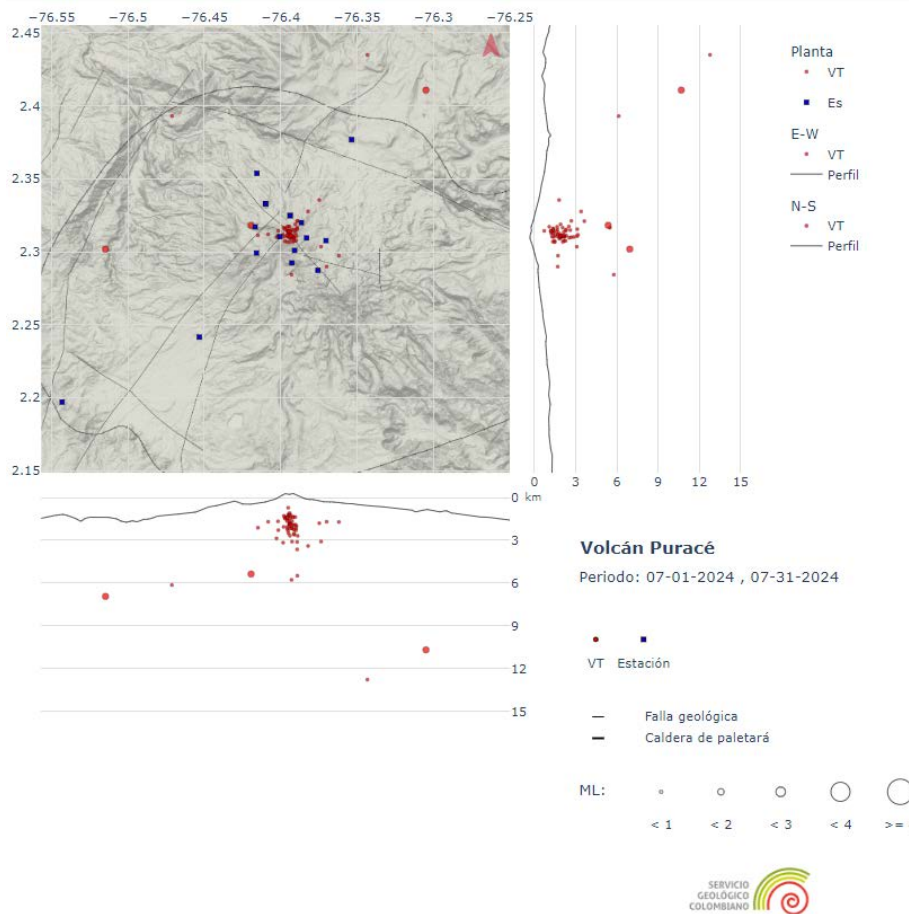 −76.55 −76.5 −76.45 −76.4 −76.35 −76.3 −76.25
2.45
2.4
2.35
2.3
2.25
2.2
2.15
0 3 6 9 12 15
km
Planta
VT
Es
E-W
VT
Perfil
N-S
VT
Perfil
0
3
6
9
12
15
Volcán Puracé
Periodo: 07-01-2024 , 07-31-2024
VT Estación
Falla geológica
Caldera de paletará
ML:
< 1 < 2 < 3 < 4 >=
SERVICIO
GEOLÓGICO
COLOMBIANO